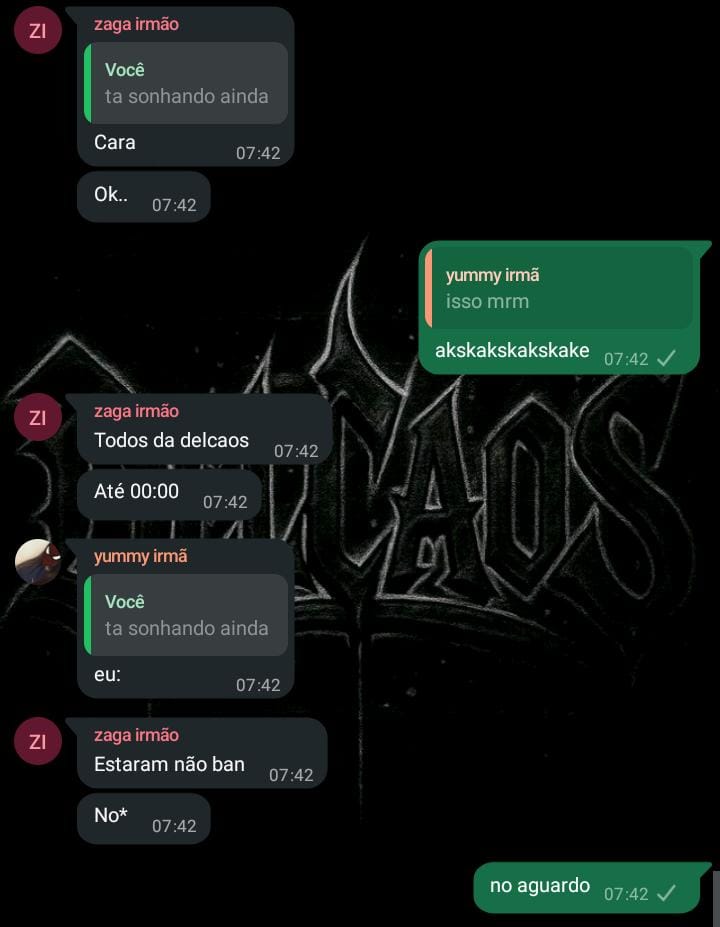 ZI
zaga irmão
Você
ta sonhando ainda
Cara
07:42
Ok..
07:42
yummy irmã
isso mrm
akskakskakskake
07:42
ZI
zaga irmão
Todos da delcaos
07:42
Até 00:00
07:42
DELCAOS
yummy irmã
Você
ta sonhando ainda
eu:
07:42
ZI
zaga irmão
Estaram não ban
07:42
No*
07:42
no aguardo
07:42